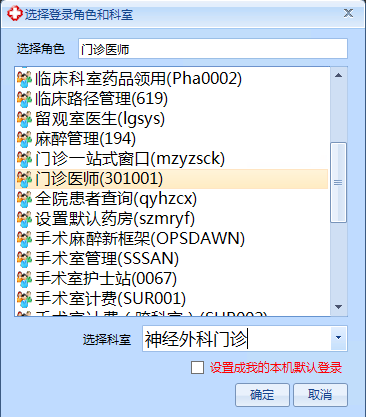 选择登录角色和科室
选择角色 门诊医师
临床科室药品领用(Pha0002)
临床路径管理(619)
留观室医生(lgsys)
麻醉管理(194)
门诊一站式窗口(mzyzsck)
门诊医师(301001)
全院患者查询(qyhzcx)
设置默认药房(szmryf)
手术麻醉新框架(OPSDAWN)
手术室管理(SSSAN)
手术室护士站(0067)
手术室计费(SUR001)
选择科室 神经外科门诊
设置成我的本机默认登录
确定 取消